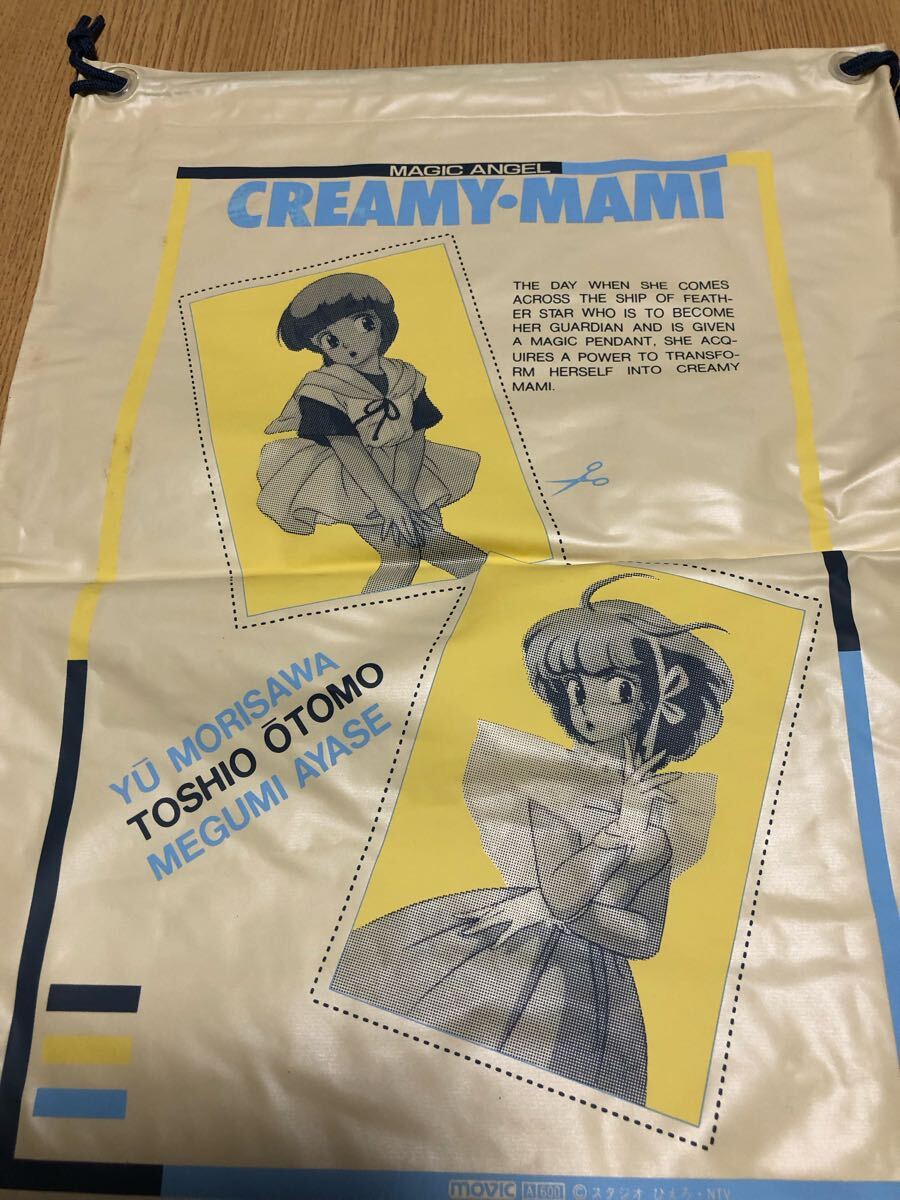 MAGIC ANGEL
CREAMY・MAMI
THE DAY WHEN SHE COMES
ACROSS THE SHIP OF FEATH-
ER STAR WHO IS TO BECOME
HER GUARDIAN AND IS GIVEN
A MAGIC PENDANT, SHE ACQ-
UIRES A POWER TO TRANSFO-
RM HERSELF INTO CREAMY
MAMI.
YŪ MORISAWA
TOSHIO ŌTOMO
MEGUMI AYASE
movic A 600 ©スタジオ ぴえろ・NTV